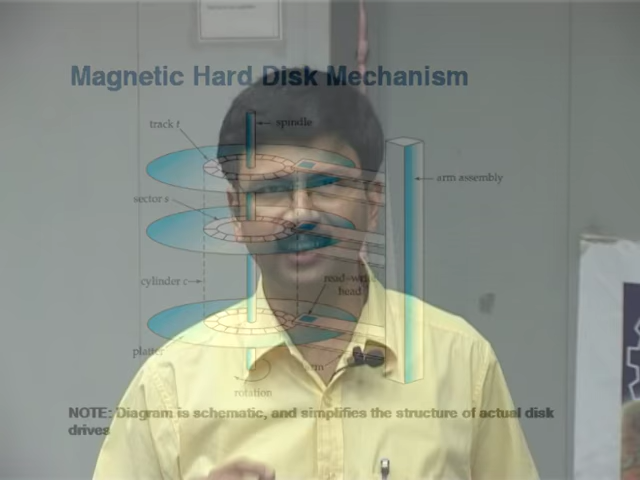 Magnetic Hard Disk Mechanism
track t
spindle
arm assembly
sector s
cylinder c
read–write
head
platter
arm
rotation
NOTE: Diagram is schematic, and simplifies the structure of actual disk
drives